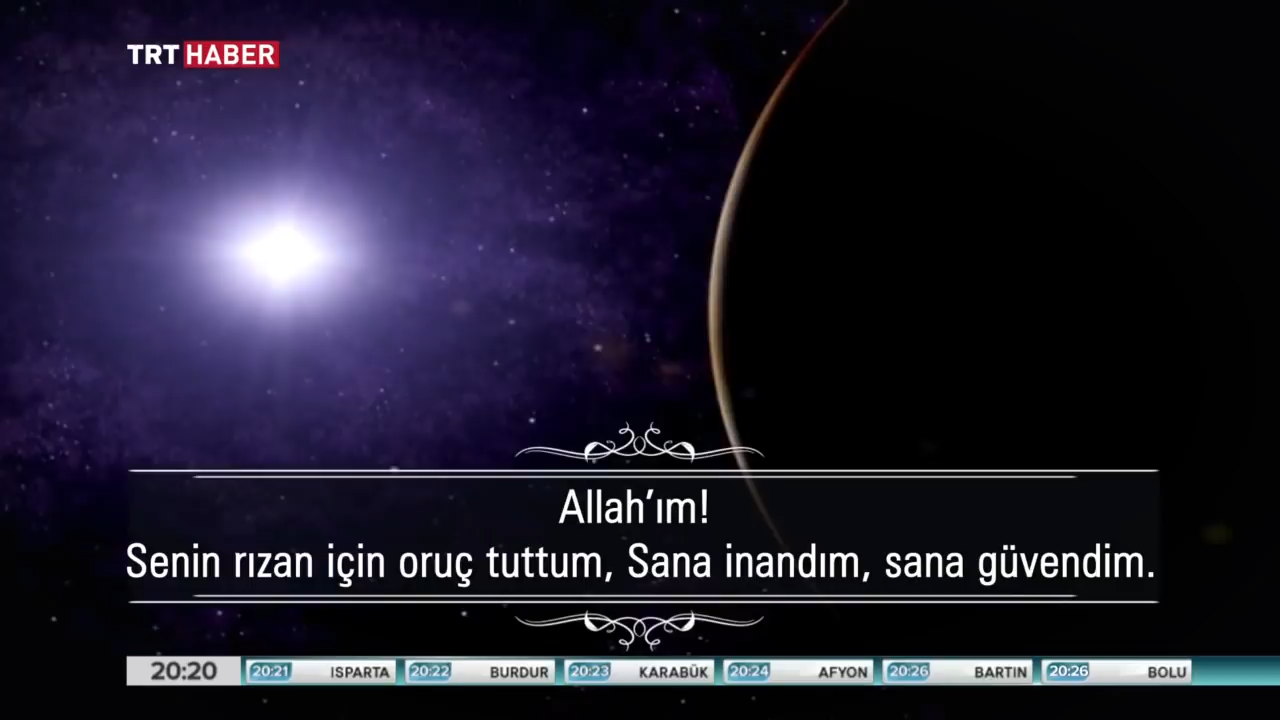 TRT HABER
Allah'ım!
Senin rızan için oruç tuttum, Sana inandım, sana güvendim.
20:20 20:21 ISPARTA 20:22 BURDUR 20:23 KARABÜK 20:24 AFYON 20:26 BARTIN 20:26 BOLU